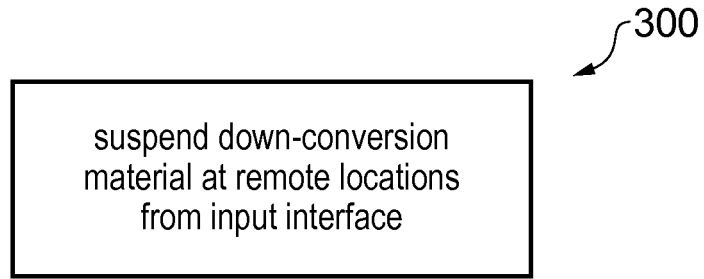 300
suspend down-conversion
material at remote locations
from input interface